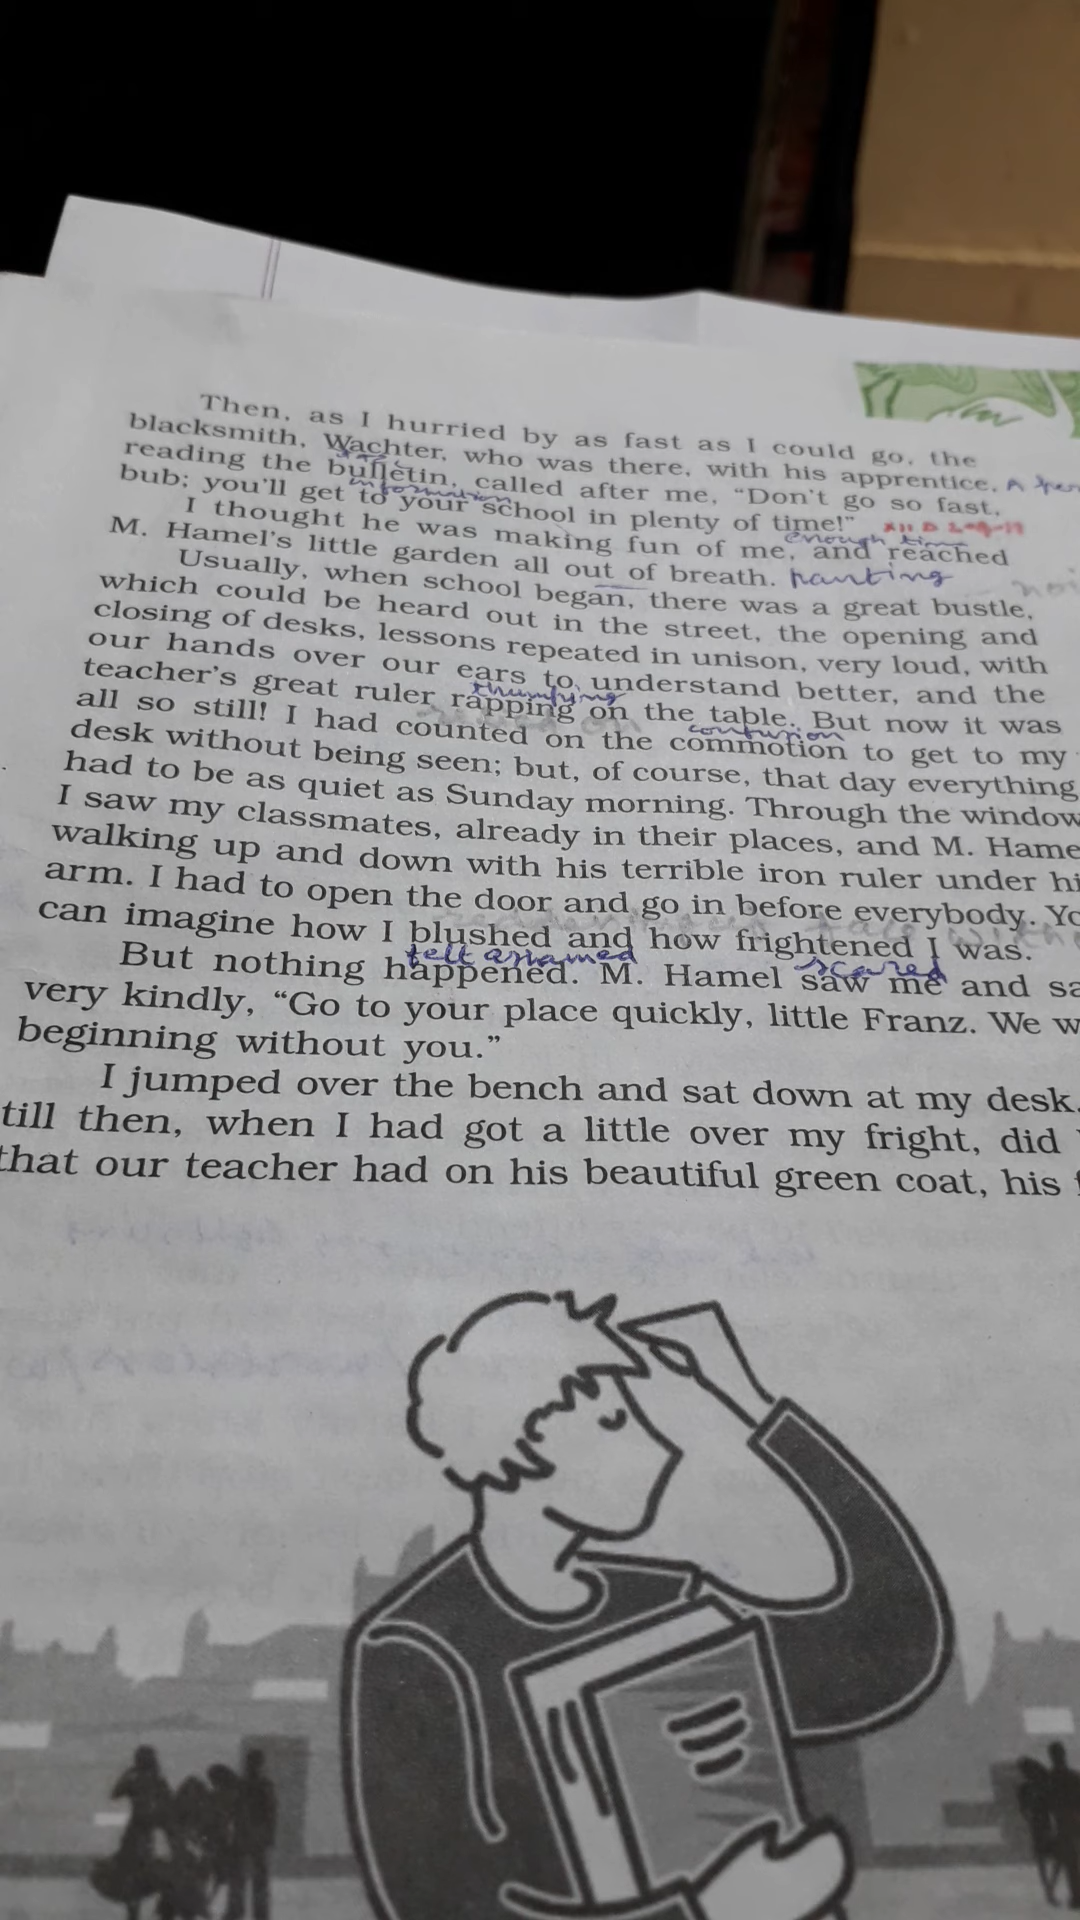 Then, as I hurried by as fast as I could go, the
blacksmith, Wachter, who was there, with his apprentice, A
reading the bulletin, called after me, “Don't go so fast,
information
bub; you'll get to your school in plenty of time!”
enough time
I thought he was making fun of me, and reached
M. Hamel's little garden all out of breath. panting
Usually, when school began, there was a great bustle,
which could be heard out in the street, the opening and
closing of desks, lessons repeated in unison, very loud, with
our hands over our ears to understand better, and the
thumping
teacher's great ruler rapping on the table. But now it was
confusion
all so still! I had counted on the commotion to get to my
desk without being seen; but, of course, that day everything
had to be as quiet as Sunday morning. Through the window
I saw my classmates, already in their places, and M. Hame
walking up and down with his terrible iron ruler under hi
arm. I had to open the door and go in before everybody. Yo
can imagine how I blushed and how frightened I was.
felt ashamed scared
But nothing happened. M. Hamel saw me and sa
very kindly, “Go to your place quickly, little Franz. We w
beginning without you.”
I jumped over the bench and sat down at my desk.
till then, when I had got a little over my fright, did
that our teacher had on his beautiful green coat, his